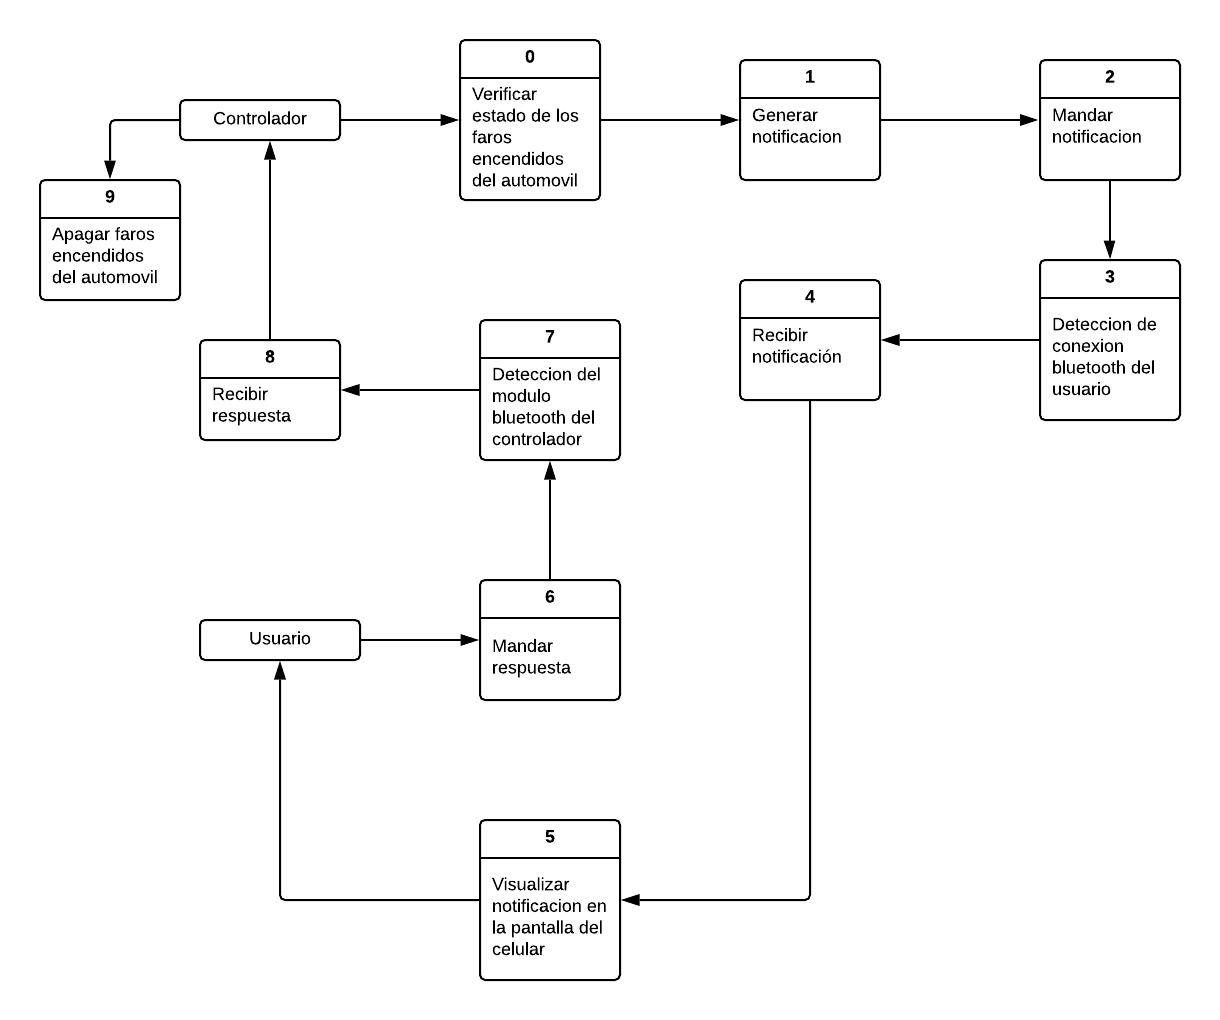 Controlador
0
Verificar
estado de los
faros
encendidos
del automovil
1
Generar
notificacion
2
Mandar
notificacion
9
Apagar faros
encendidos
del automovil
3
Deteccion de
conexion
bluetooth del
usuario
4
Recibir
notificación
7
Deteccion del
modulo
bluetooth del
controlador
8
Recibir
respuesta
Usuario
6
Mandar
respuesta
5
Visualizar
notificacion en
la pantalla del
celular